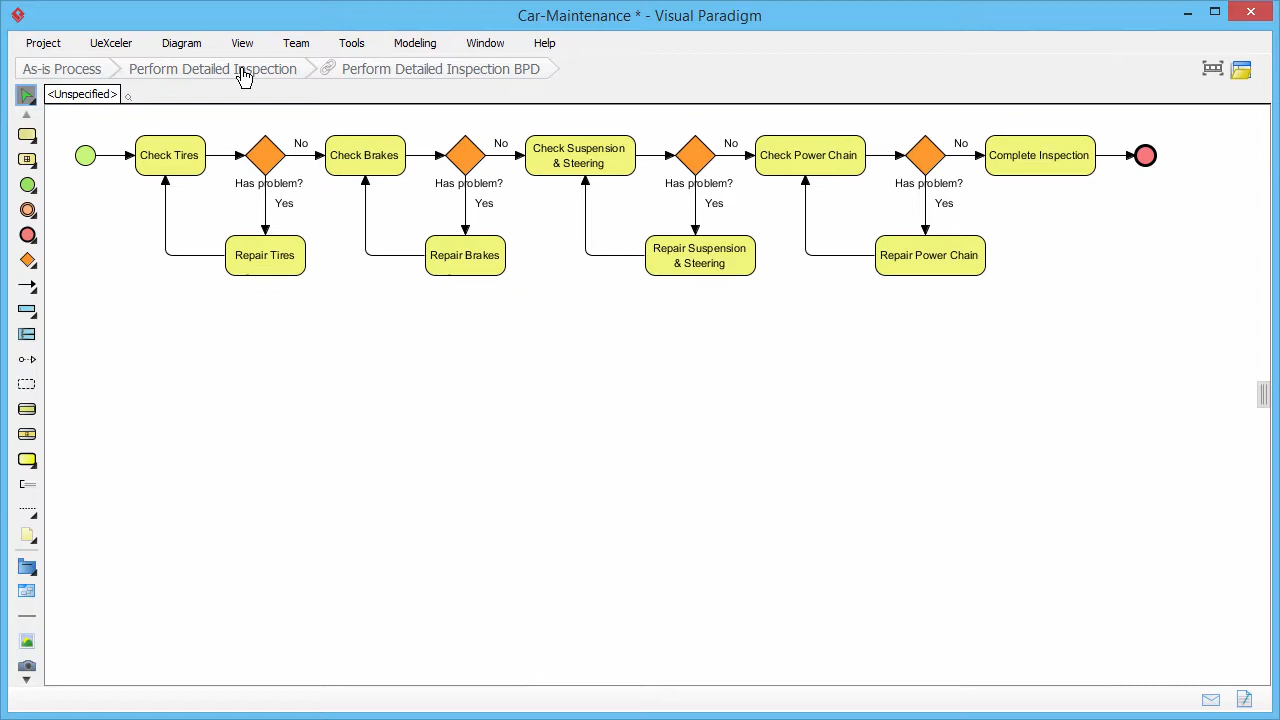 Car-Maintenance * - Visual Paradigm
Project UeXceler Diagram View Team Tools Modeling Window Help
As-is Process Perform Detailed Inspection Perform Detailed Inspection BPD
<Unspecified>
No No No No
Check Tires
Check Brakes
Check Suspension
& Steering
Check Power Chain
Complete Inspection
Has problem? Has problem? Has problem? Has problem?
Yes Yes Yes Yes
Repair Tires
Repair Brakes
Repair Suspension
& Steering
Repair Power Chain